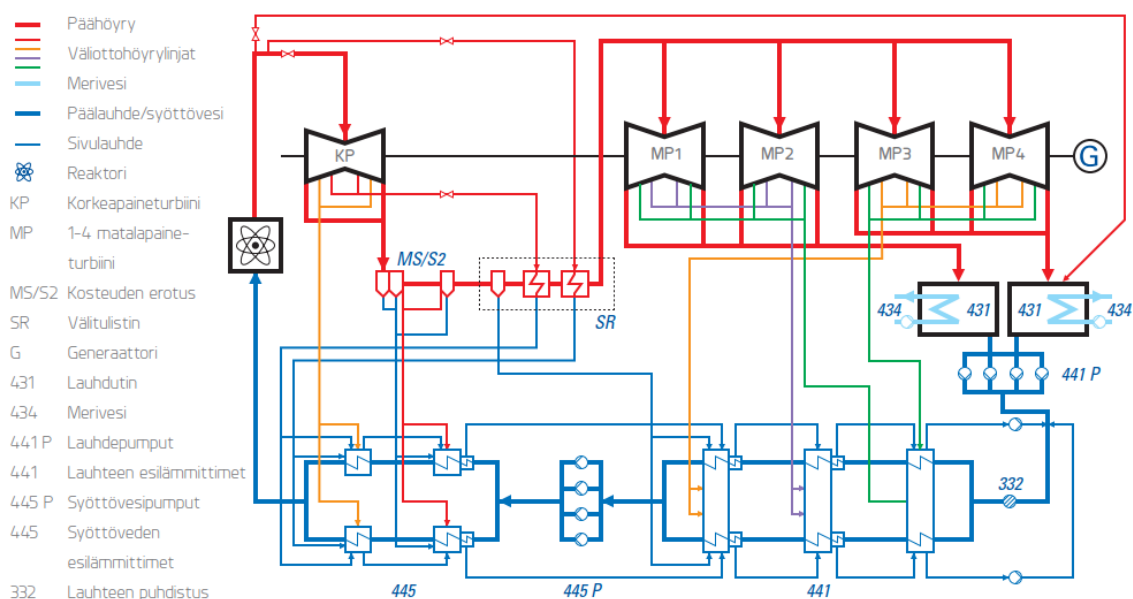 Päähöyry
Väliottohöyrylinjat
Merivesi
Päälauhde/syöttövesi
Sivulauhde
Reaktori
KP Korkeapaineturbiini
MP 1-4 matalapaine-
turbiini
MS/S2 Kosteuden erotus
SR Välitulistin
G Generaattori
431 Lauhdutin
434 Merivesi
441 P Lauhdepumput
441 Lauhteen esilämmittimet
445 P Syöttövesipumput
445 Syöttöveden
esilämmittimet
332 Lauhteen puhdistus
KP
MP1
MP2
MP3
MP4
G
MS/S2
SR
434
431
431
434
441 P
332
445
445 P
441